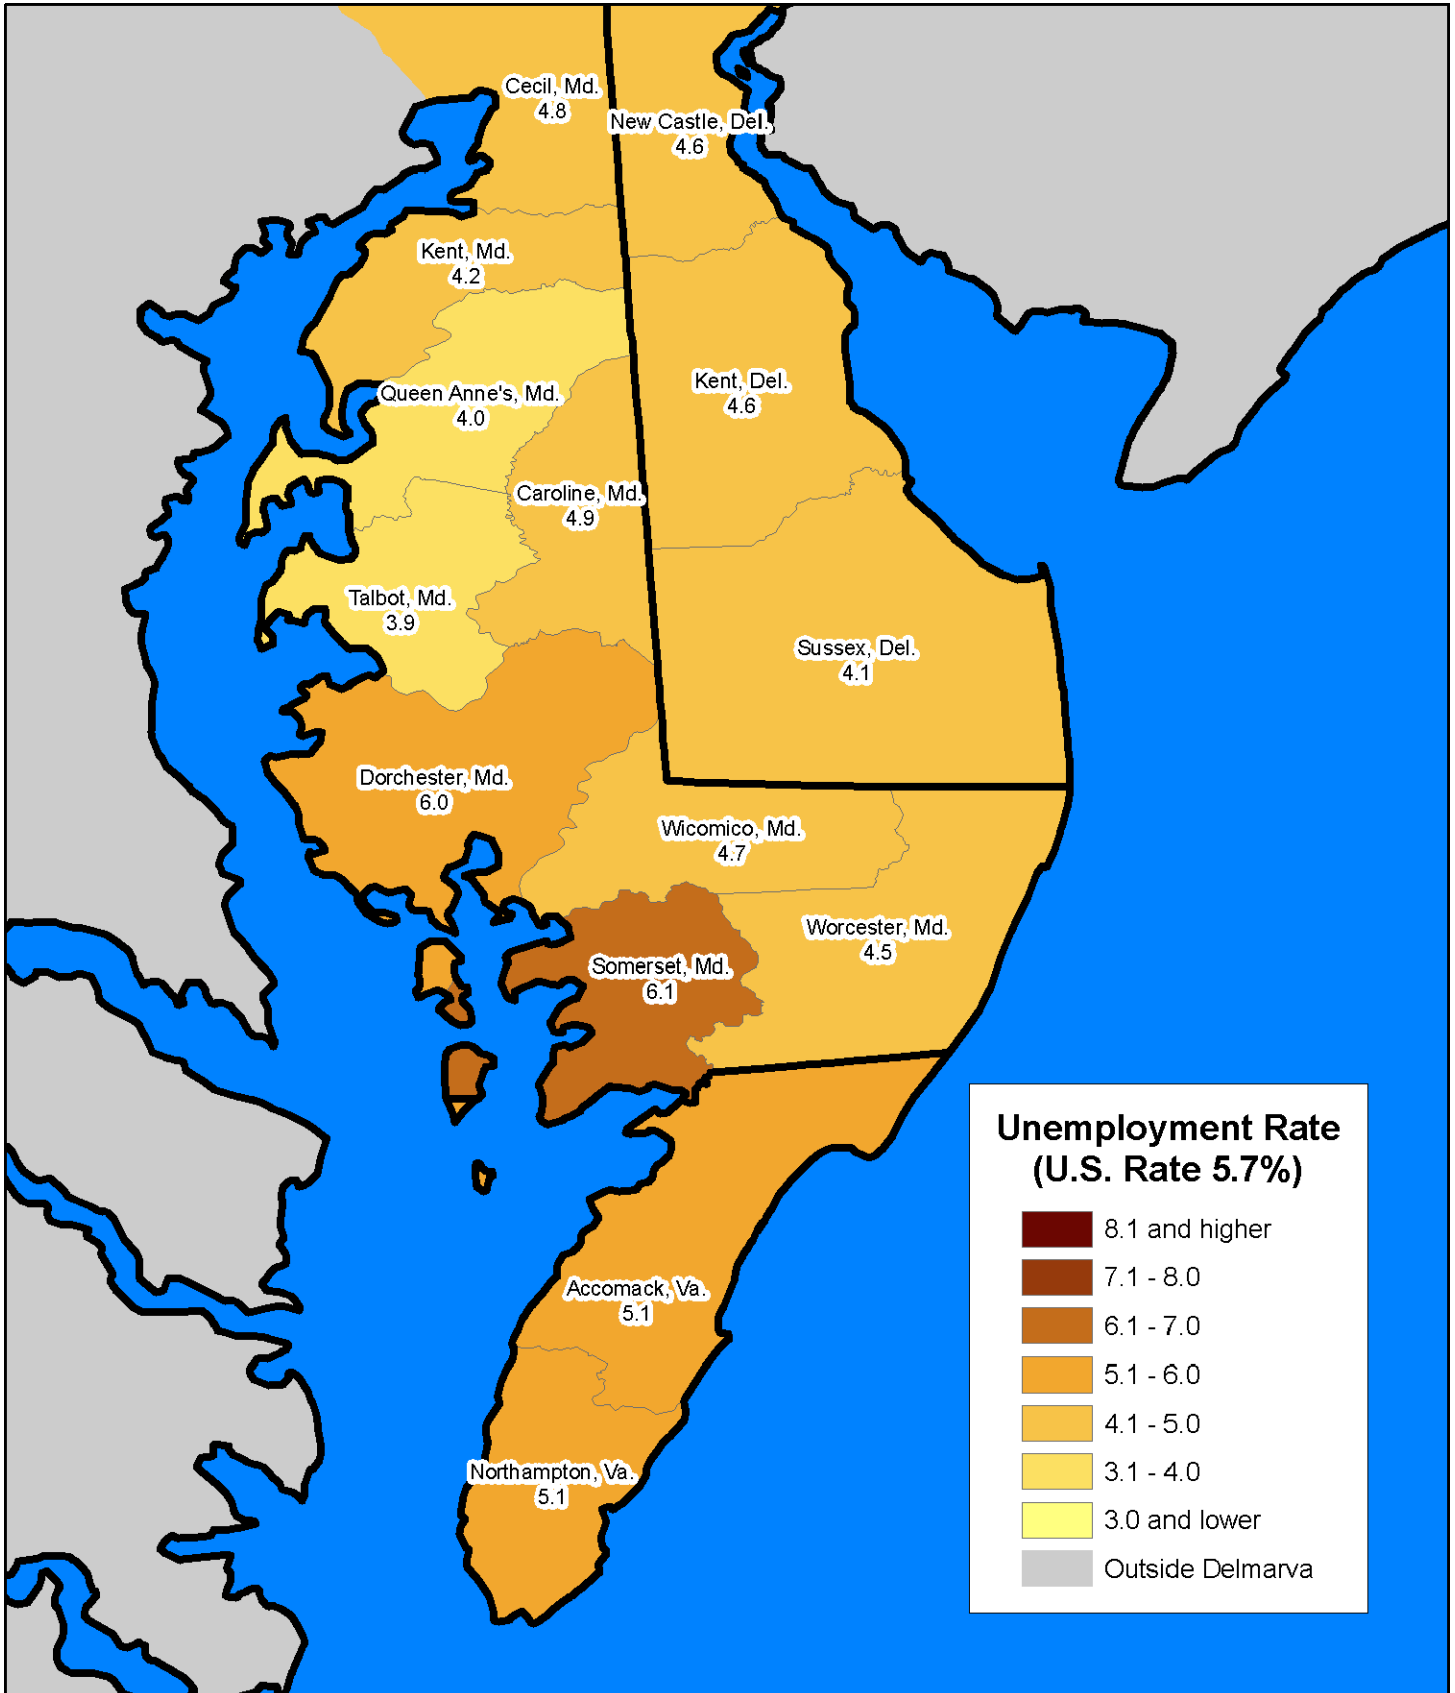 Cecil, Md.
4.8
New Castle, Del.
4.6
Kent, Md.
4.2
Kent, Del.
4.6
Queen Anne's, Md.
4.0
Caroline, Md.
4.9
Talbot, Md.
3.9
Sussex, Del.
4.1
Dorchester, Md.
6.0
Wicomico, Md.
4.7
Worcester, Md.
4.5
Somerset, Md.
6.1
Accomack, Va.
5.1
Northampton, Va.
5.1
Unemployment Rate
(U.S. Rate 5.7%)
8.1 and higher
7.1 - 8.0
6.1 - 7.0
5.1 - 6.0
4.1 - 5.0
3.1 - 4.0
3.0 and lower
Outside Delmarva